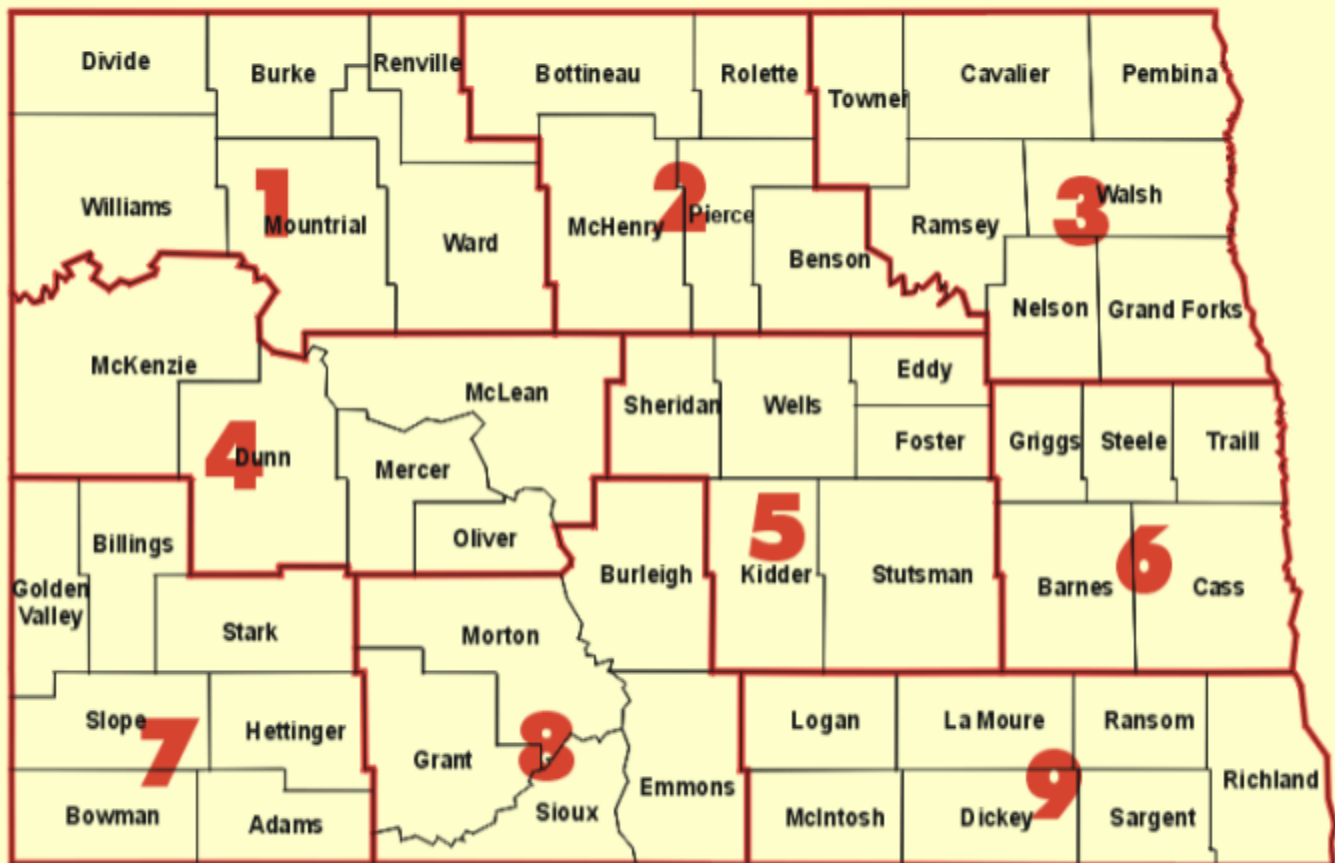 Divide
Burke
Renville
Bottineau
Rolette
Towner
Cavalier
Pembina
Williams
1
Mountrial
Ward
McHenry
2
Pierce
Benson
Ramsey
3
Walsh
Nelson
Grand Forks
McKenzie
McLean
Sheridan
Wells
Eddy
Foster
Griggs
Steele
Traill
4
Dunn
Mercer
Oliver
Billings
Golden
Valley
Stark
Burleigh
5
Kidder
Stutsman
Barnes
6
Cass
Morton
Slope
7
Hettinger
Grant
8
Sioux
Emmons
Logan
La Moure
Ransom
Richland
Bowman
Adams
McIntosh
Dickey
9
Sargent